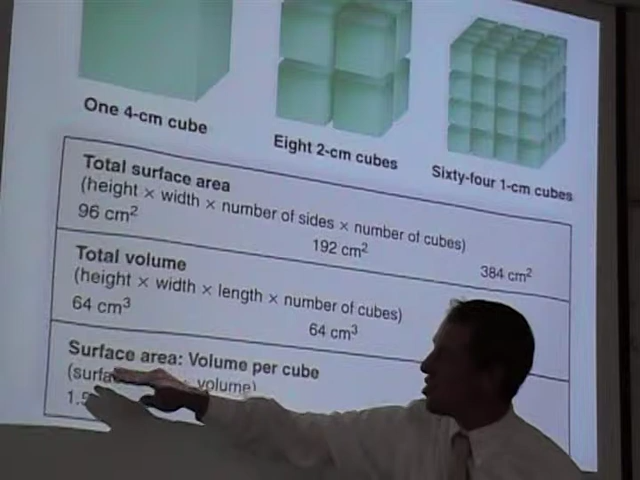 One 4-cm cube
Eight 2-cm cubes
Sixty-four 1-cm cubes
Total surface area
(height × width × number of sides × number of cubes)
96 cm² 192 cm² 384 cm²
Total volume
(height × width × length × number of cubes)
64 cm³ 64 cm³
Surface area: Volume per cube
volume)